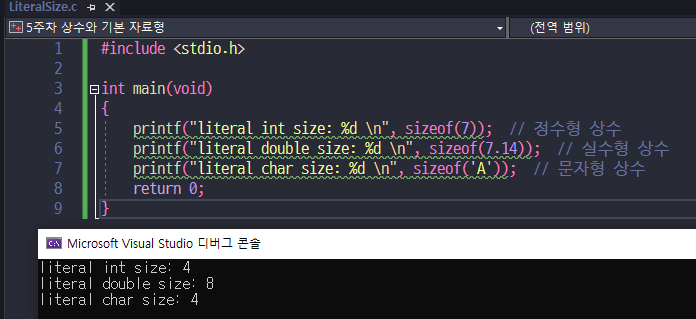 LiteralSize.c
5주차 상수와 기본 자료형 (전역 범위)
1 #include <stdio.h>
2
3 int main(void)
4 {
5 printf("literal int size: %d \n", sizeof(7));  // 정수형 상수
6 printf("literal double size: %d \n", sizeof(7.14));  // 실수형 상수
7 printf("literal char size: %d \n", sizeof('A'));  // 문자형 상수
8 return 0;
9 }
Microsoft Visual Studio 디버그 콘솔
literal int size: 4
literal double size: 8
literal char size: 4